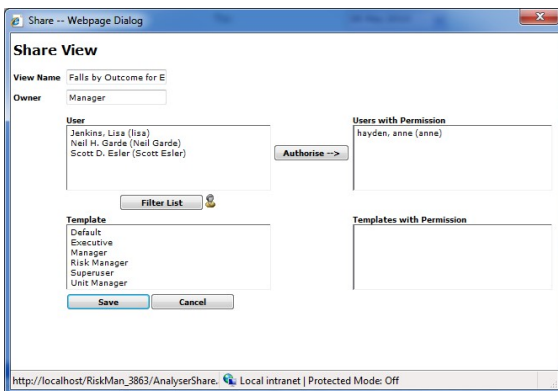 Share -- Webpage Dialog
Share View
View Name Falls by Outcome for E
Owner Manager
User
Jenkins, Lisa (lisa)
Neil H. Garde (Neil Garde)
Scott D. Esler (Scott Esler)
Authorise -->
Users with Permission
hayden, anne (anne)
Filter List
Template
Default
Executive
Manager
Risk Manager
Superuser
Unit Manager
Templates with Permission
Save Cancel
http://localhost/RiskMan_3863/AnalyserShare. Local intranet | Protected Mode: Off